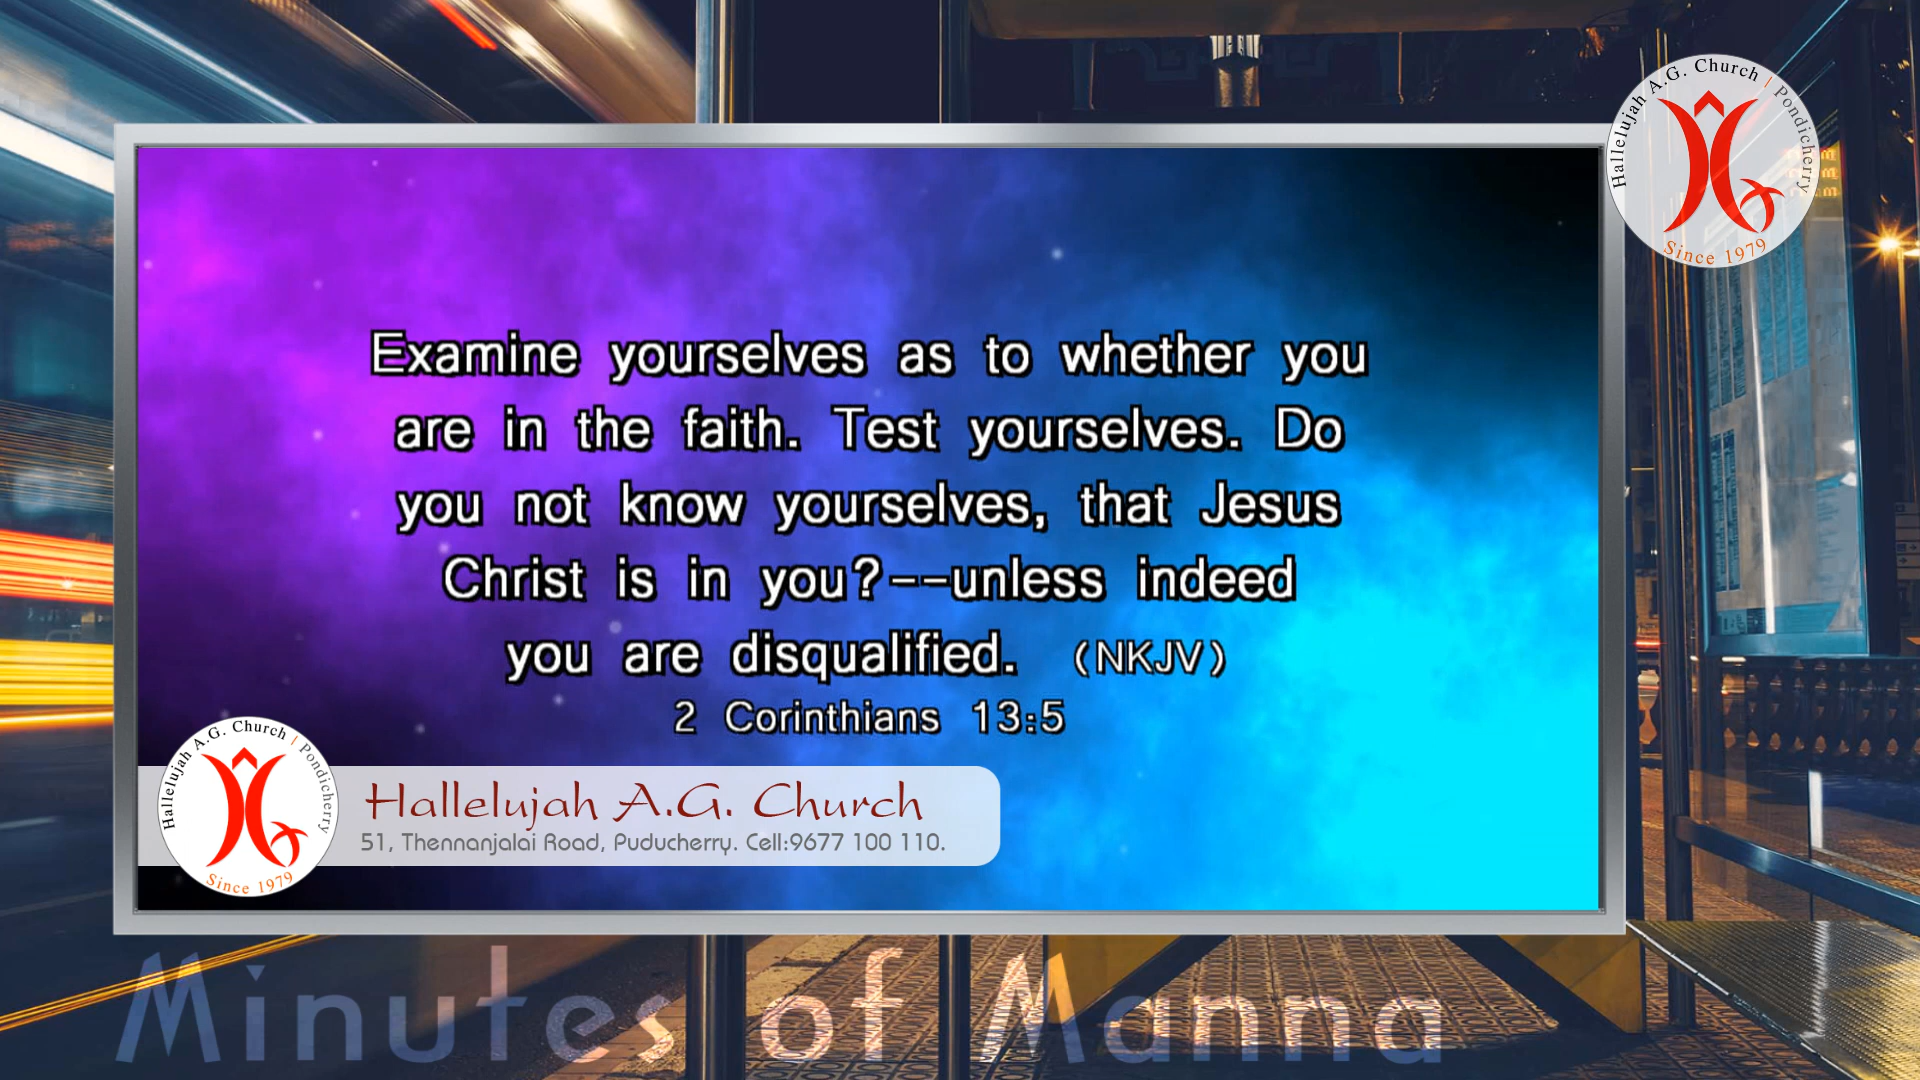 Hallelujah A.G. Church | Pondicherry
Since 1979
Examine yourselves as to whether you
are in the faith. Test yourselves. Do
you not know yourselves, that Jesus
Christ is in you?--unless indeed
you are disqualified. (NKJV)
2 Corinthians 13:5
Hallelujah A.G. Church | Pondicherry
Since 1979
Hallelujah A.G. Church
51, Thennanjalai Road, Puducherry. Cell:9677 100 110.
Minutes of Manna